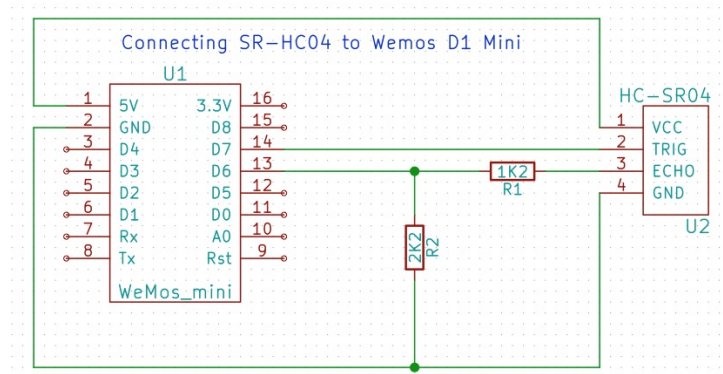 Connecting SR-HC04 to Wemos D1 Mini
U1
1 5V 3.3V 16
2 GND D8 15
3 D4 D7 14
4 D3 D6 13
5 D2 D5 12
6 D1 D0 11
7 Rx A0 10
8 Tx Rst 9
WeMos_mini
1K2
R1
2K2
R2
HC-SR04
1 VCC
2 TRIG
3 ECHO
4 GND
U2